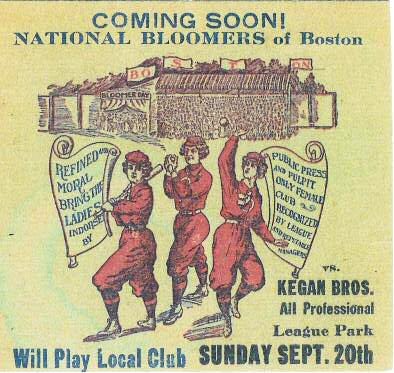 COMING SOON!
NATIONAL BLOOMERS of Boston
BOSTON
BLOOMER DAY
REFINED AND
MORAL
BRING THE
LADIES
INDORSED
BY
PUBLIC PRESS
AND PULPIT
ONLY FEMALE
CLUB
RECOGNIZED
BY LEAGUE
AND REPUTABLE
MANAGERS
VS.
KEGAN BROS.
All Professional
League Park
Will Play Local Club SUNDAY SEPT. 20th